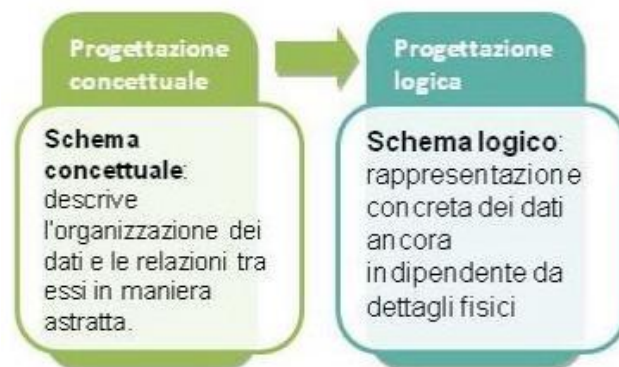 Progettazione
concettuale
Schema
concettuale:
descrive
l'organizzazione dei
dati e le relazioni tra
essi in maniera
astratta.
Progettazione
logica
Schema logico:
rappresentazione
concreta dei dati
ancora
indipendente da
dettagli fisici